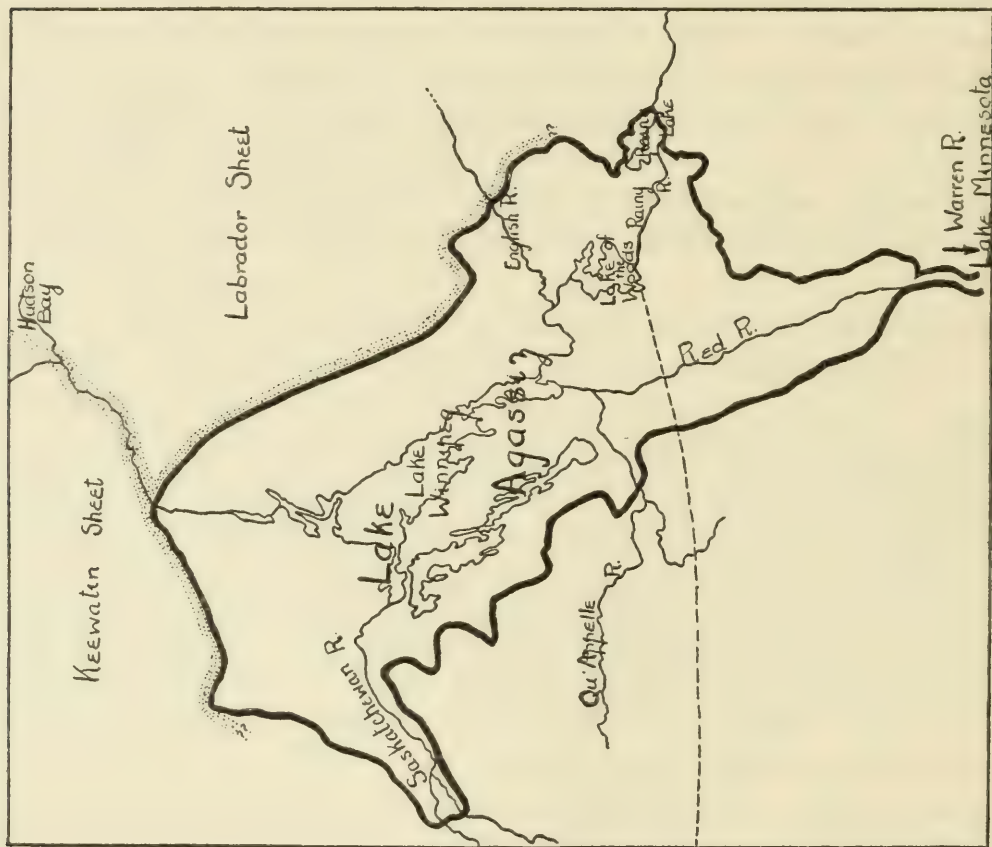 Hudson
Bay
Labrador Sheet
Keewatin Sheet
English R.
Rainy
Lake
Rainy
R.
Lake of
the
Woods
Lake
Winnipeg
Lake
Agassiz
Red R.
Saskatchewan R.
Qu'Appelle
R.
Warren R.
Lake Minnesota
??
??